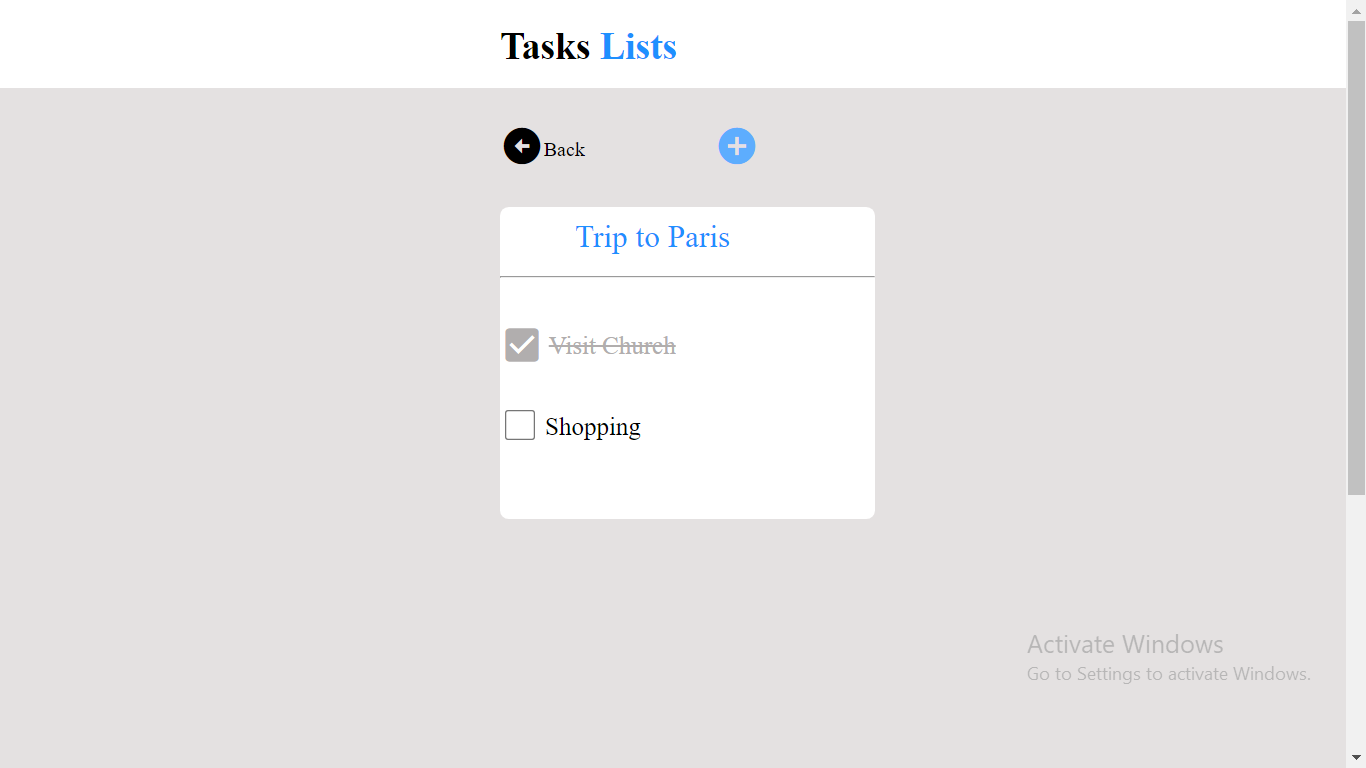 Tasks Lists
Back
Trip to Paris
Visit Church
Shopping
Activate Windows
Go to Settings to activate Windows.